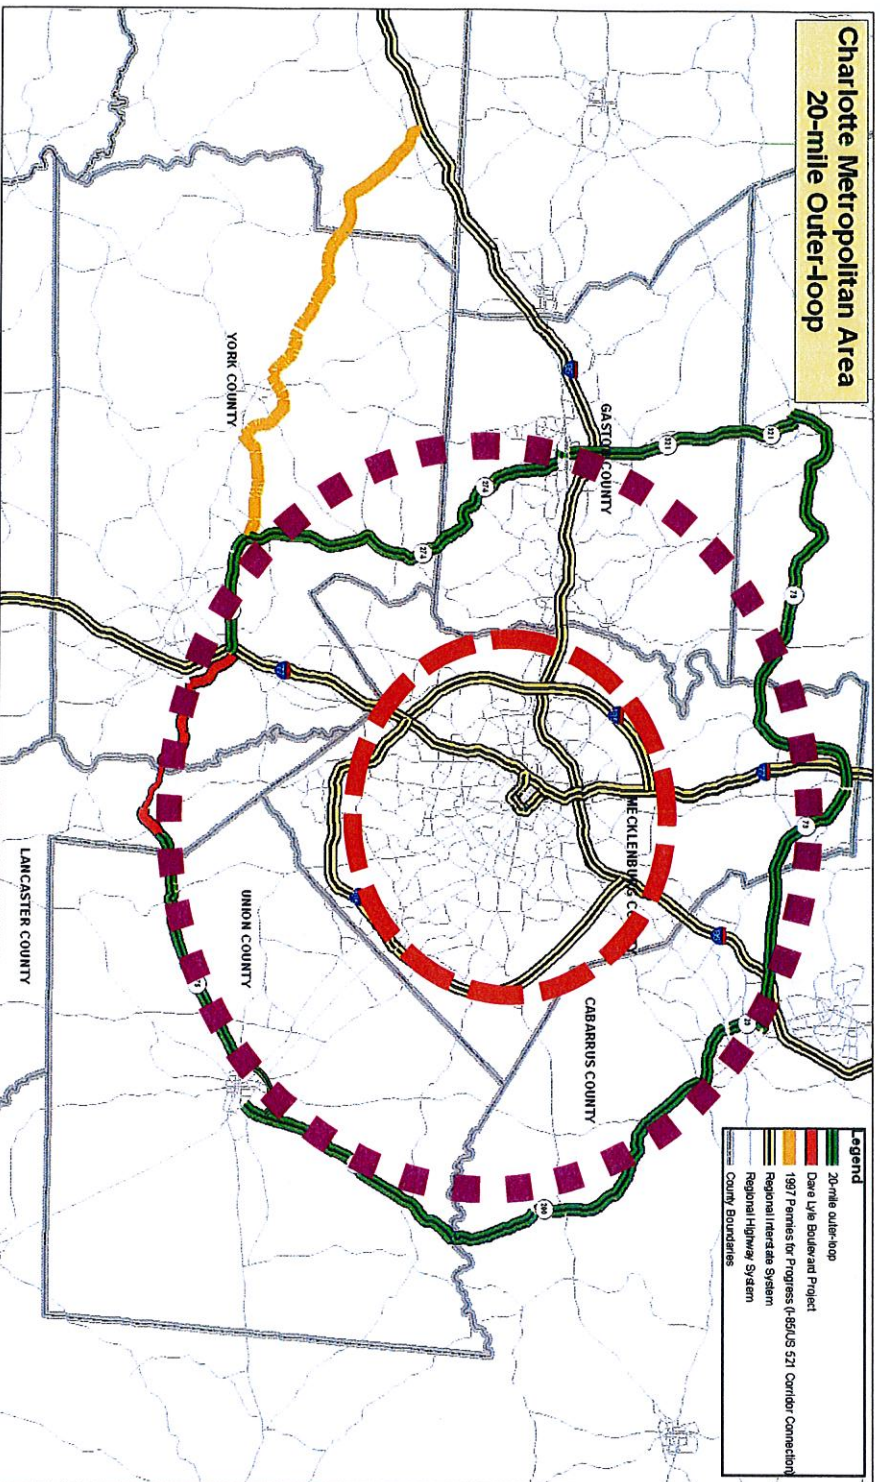 Charlotte Metropolitan Area
20-mile Outer-loop
Legend
20-mile outer-loop
Dave Lyle Boulevard Project
1997 Pennies for Progress (I-85/US 521 Corridor Connection)
Regional Interstate System
Regional Highway System
County Boundaries
321
321
73
73
GASTON COUNTY
274
274
MECKLENBURG COUNTY
29
CABARRUS COUNTY
200
YORK COUNTY
UNION COUNTY
LANCASTER COUNTY